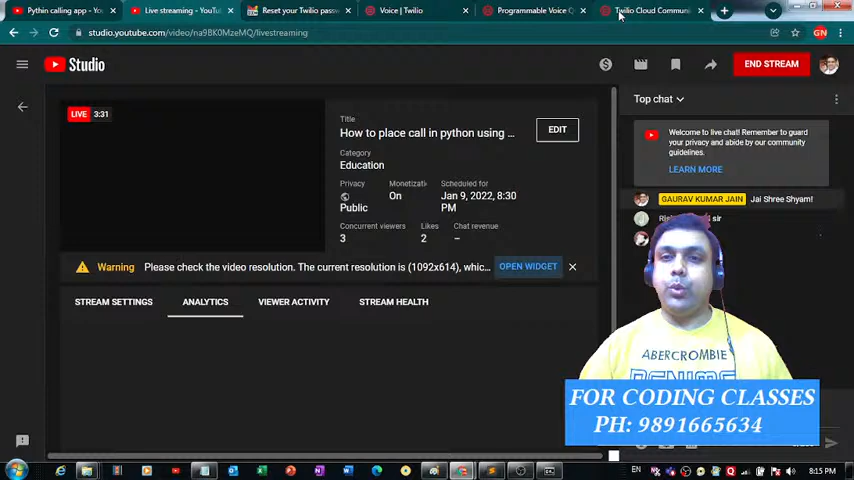 Pythin calling app - YouTu
Live streaming - YouTu
Reset your Twilio passw
Voice | Twilio
Programmable Voice Q
Twilio Cloud Communi
studio.youtube.com/video/na9BK0MzeMQ/livestreaming
GN
Studio
END STREAM
LIVE 3:31
Title
How to place call in python using ...
EDIT
Category
Education
Privacy
Public
Monetizati
On
Scheduled for
Jan 9, 2022, 8:30
PM
Concurrent viewers
3
Likes
2
Chat revenue
–
Warning Please check the video resolution. The current resolution is (1092x614), whic...
OPEN WIDGET
STREAM SETTINGS
ANALYTICS
VIEWER ACTIVITY
STREAM HEALTH
Top chat
Welcome to live chat! Remember to guard
your privacy and abide by our community
guidelines.
LEARN MORE
GAURAV KUMAR JAIN Jai Shree Shyam!
sir
ABERCROMBIE
FOR CODING CLASSES
PH: 9891665634
EN
8:15 PM